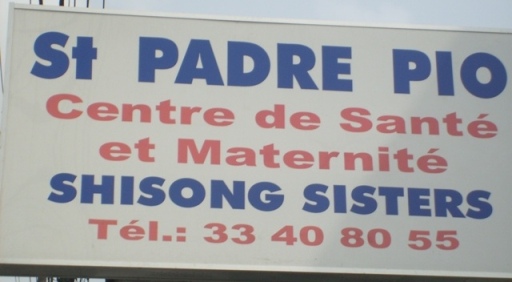 St PADRE PIO
Centre de Santé
et Maternité
SHISONG SISTERS
Tél.: 33 40 80 55